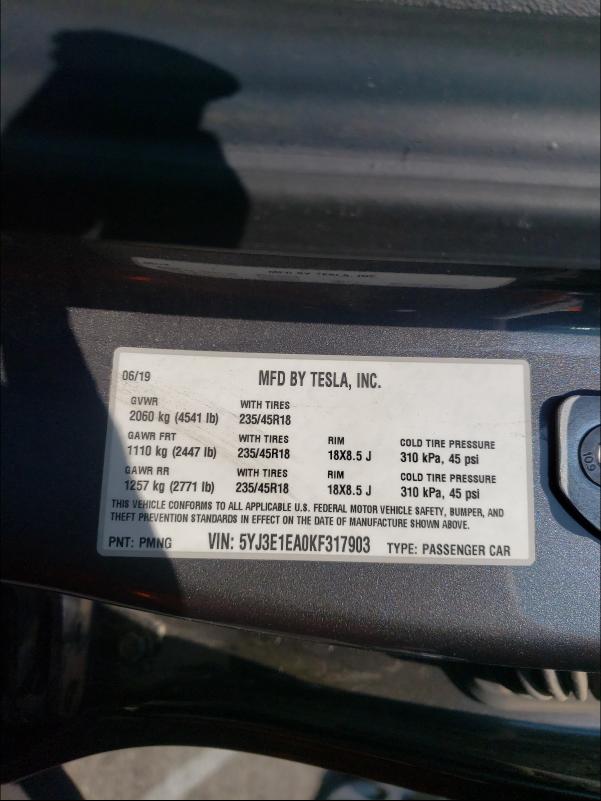 MFD BY TESLA, INC.
06/19 MFD BY TESLA, INC.
GVWR WITH TIRES
2060 kg (4541 lb) 235/45R18
GAWR FRT WITH TIRES RIM COLD TIRE PRESSURE
1110 kg (2447 lb) 235/45R18 18X8.5 J 310 kPa, 45 psi
GAWR RR WITH TIRES RIM COLD TIRE PRESSURE
1257 kg (2771 lb) 235/45R18 18X8.5 J 310 kPa, 45 psi
THIS VEHICLE CONFORMS TO ALL APPLICABLE U.S. FEDERAL MOTOR VEHICLE SAFETY, BUMPER, AND
THEFT PREVENTION STANDARDS IN EFFECT ON THE DATE OF MANUFACTURE SHOWN ABOVE.
PNT: PMNG VIN: 5YJ3E1EA0KF317903 TYPE: PASSENGER CAR